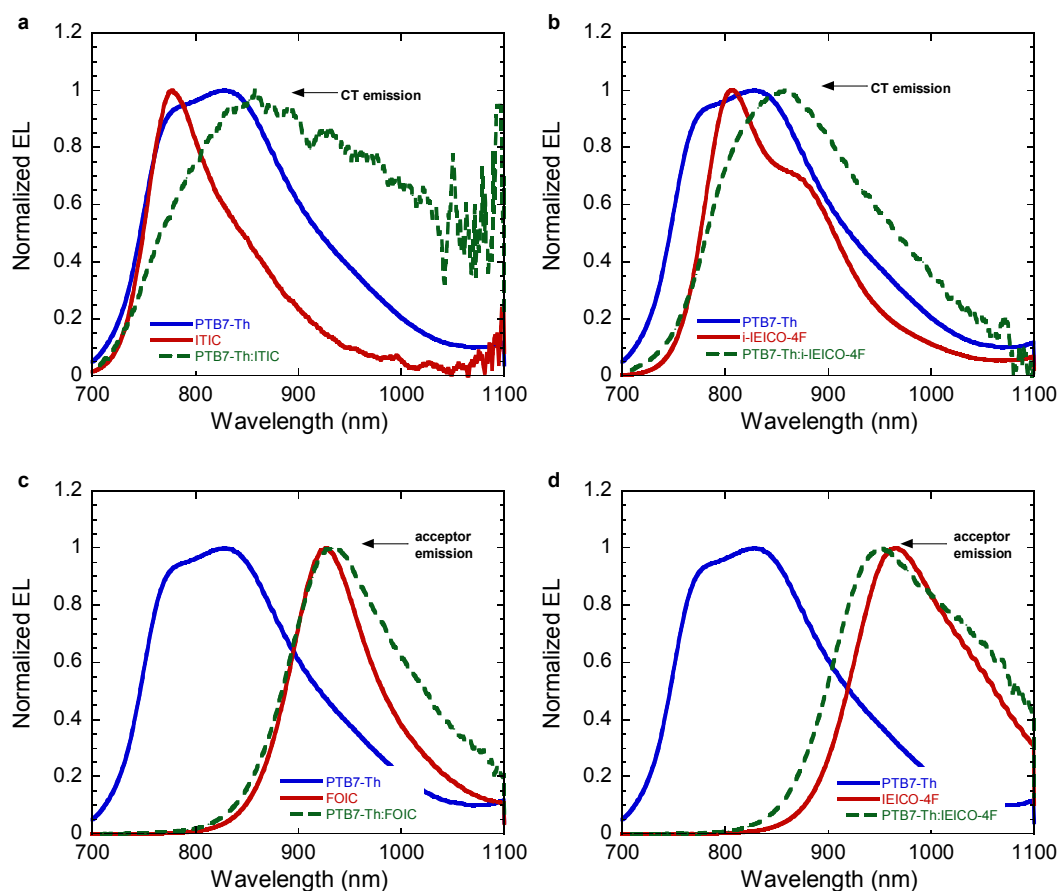 a
1.2
1
0.8
0.6
0.4
0.2
0
Normalized EL
CT emission
PTB7-Th
ITIC
PTB7-Th:ITIC
700 800 900 1000 1100
Wavelength (nm)
b
1.2
1
0.8
0.6
0.4
0.2
0
Normalized EL
CT emission
PTB7-Th
i-IEICO-4F
PTB7-Th:i-IEICO-4F
700 800 900 1000 1100
Wavelength (nm)
c
1.2
1
0.8
0.6
0.4
0.2
0
Normalized EL
acceptor
emission
PTB7-Th
FOIC
PTB7-Th:FOIC
700 800 900 1000 1100
Wavelength (nm)
d
1.2
1
0.8
0.6
0.4
0.2
0
Normalized EL
acceptor
emission
PTB7-Th
IEICO-4F
PTB7-Th:IEICO-4F
700 800 900 1000 1100
Wavelength (nm)